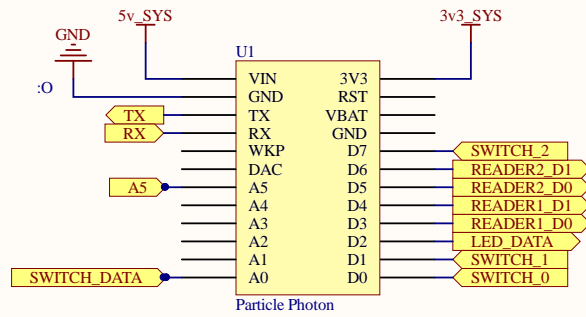 5v_SYS 3v3_SYS
GND
U1
:O
VIN 3V3
GND RST
TX TX VBAT
RX RX GND
WKP D7 SWITCH_2
DAC D6 READER2_D1
A5 A5 D5 READER2_D0
A4 D4 READER1_D1
A3 D3 READER1_D0
A2 D2 LED_DATA
A1 D1 SWITCH_1
SWITCH_DATA A0 D0 SWITCH_0
Particle Photon